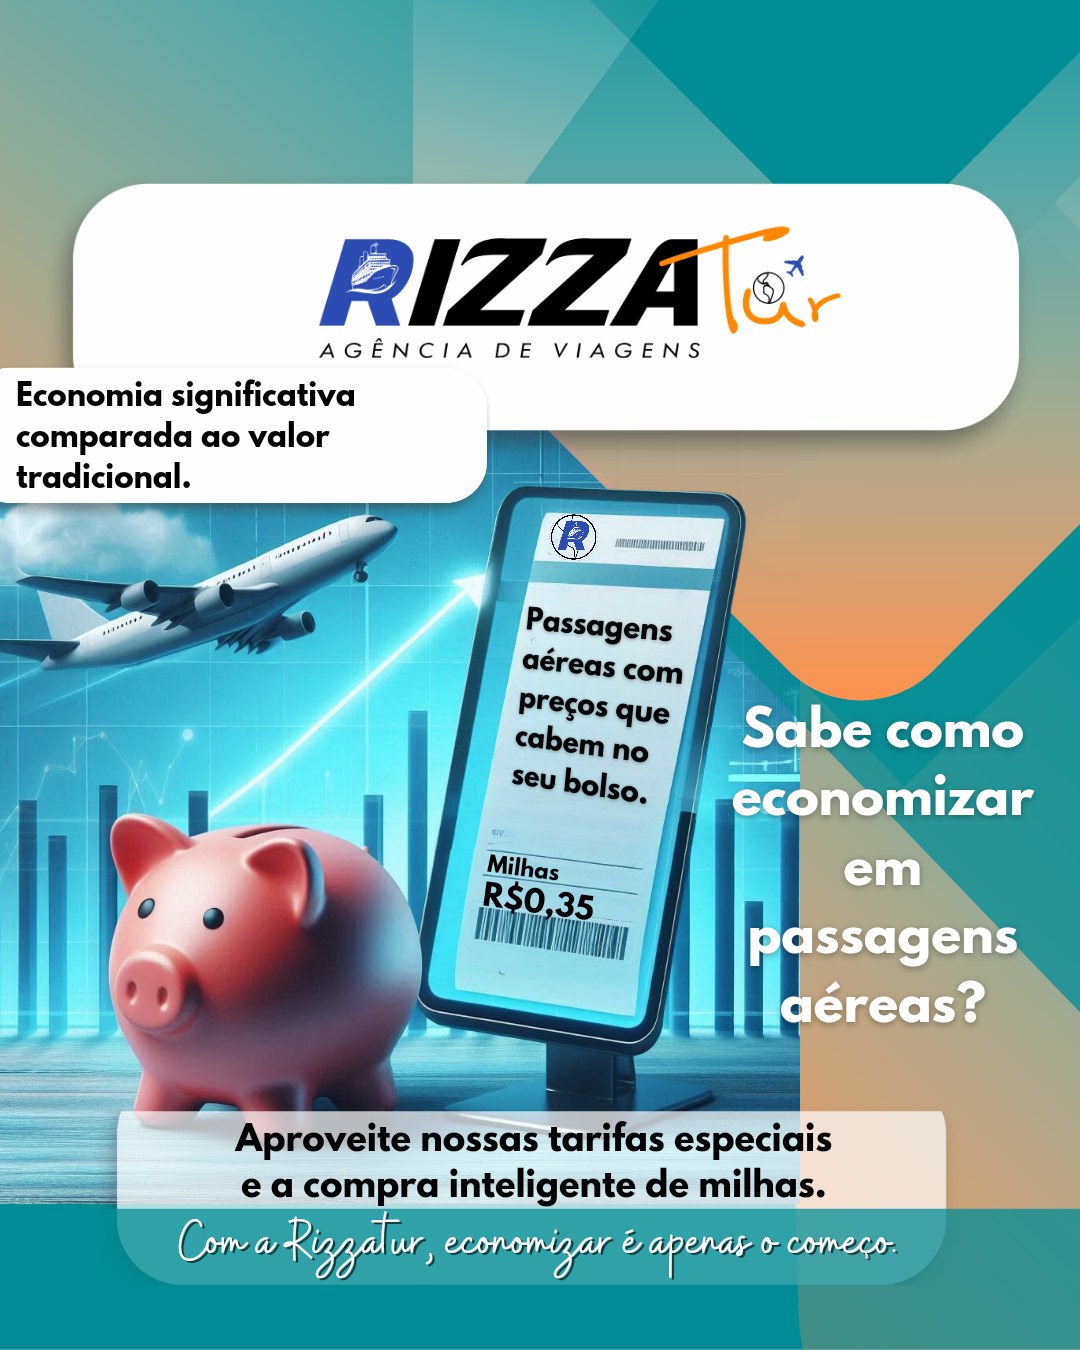 RIZZATur
AGÊNCIA DE VIAGENS
Economia significativa
comparada ao valor
tradicional.
R
Passagens
aéreas com
preços que
cabem no
seu bolso.
Milhas
R$0,35
Sabe como
economizar
em
passagens
aéreas?
Aproveite nossas tarifas especiais
e a compra inteligente de milhas.
Com a RizzaTur, economizar é apenas o começo.